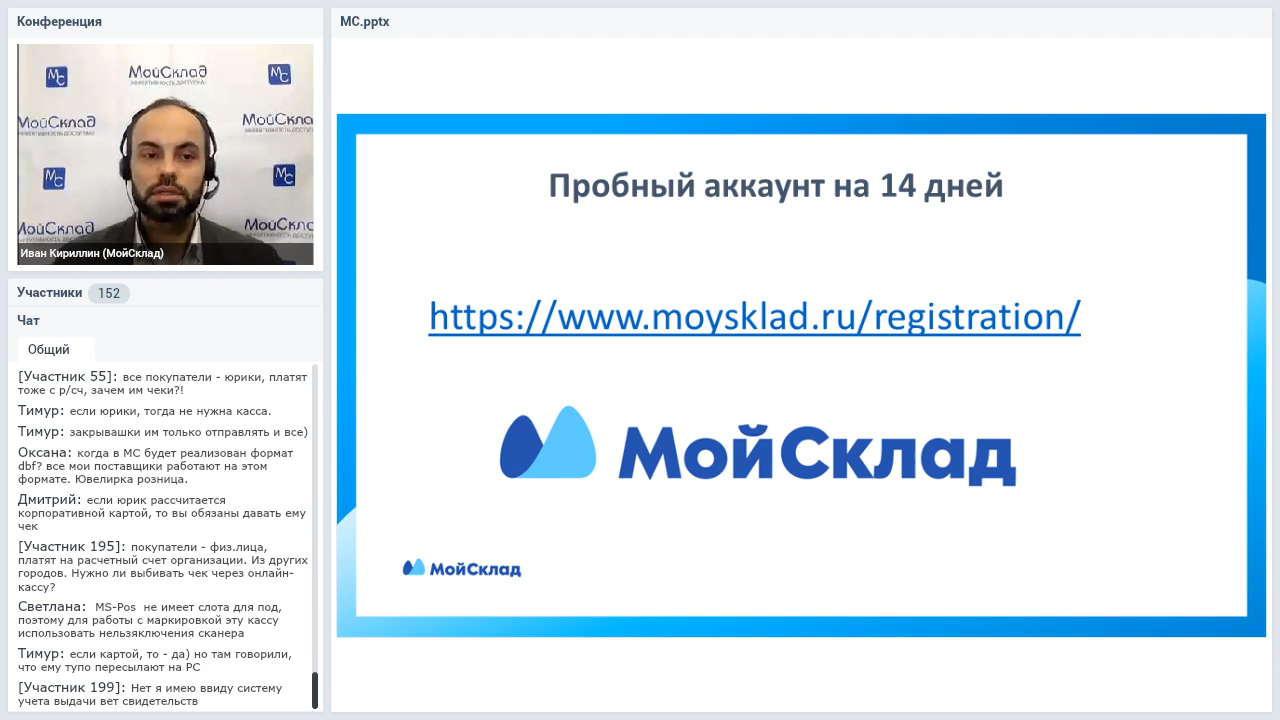 Конференция
МойСклад
МС
МС
МойСклад
МойСкла
МС
МС
МойСклад
МойСкл
Иван Кириллин (МойСклад)
Участники 152
Чат
Общий
[Участник 55]: все покупатели - юрики, платят
тоже с р/сч, зачем им чеки?!
Тимур: если юрики, тогда не нужна касса.
Тимур: закрывашки им только отправлять и все)
Оксана: когда в МС будет реализован формат
dbf? все мои поставщики работают на этом
формате. Ювелирка розница.
Дмитрий: если юрик рассчитается
корпоративной картой, то вы обязаны давать ему
чек
[Участник 195]: покупатели - физ.лица,
платят на расчетный счет организации. Из других
городов. Нужно ли выбивать чек через онлайн-
кассу?
Светлана: MS-Pos не имеет слота для под,
поэтому для работы с маркировкой эту кассу
использовать нельзяключения сканера
Тимур: если картой, то - да) но там говорили,
что ему тупо пересылают на РС
[Участник 199]: Нет я имею ввиду систему
учета выдачи вет свидетельств
MC.pptx
Пробный аккаунт на 14 дней
https://www.moysklad.ru/registration/
МойСклад
МойСклад